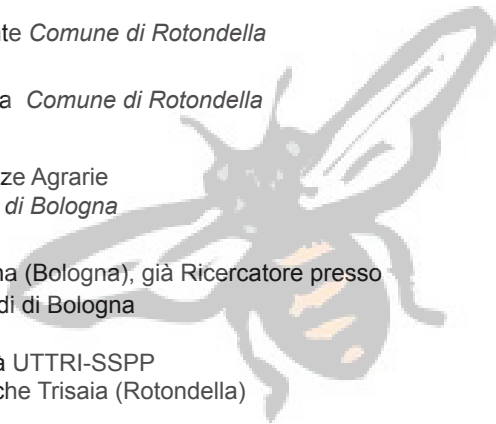 nte Comune di Rotondella
a Comune di Rotondella
ze Agrarie
di Bologna
na (Bologna), già Ricercatore presso
di di Bologna
à UTTRI-SSPP
che Trisaia (Rotondella)